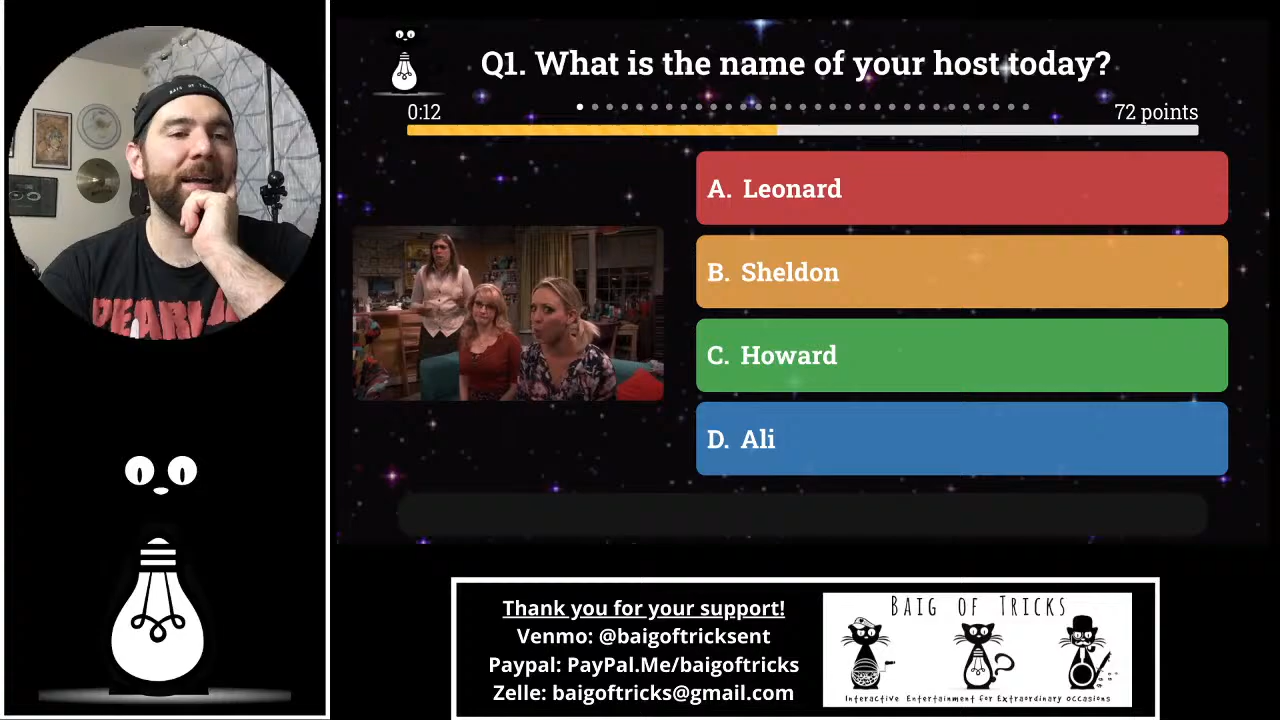 Q1. What is the name of your host today?
0:12
72 points
A. Leonard
B. Sheldon
C. Howard
D. Ali
Thank you for your support!
Venmo: @baigoftricksent
Paypal: PayPal.Me/baigoftricks
Zelle: baigoftricks@gmail.com
BAIG OF TRICKS
Interactive Entertainment for Extraordinary Occasions